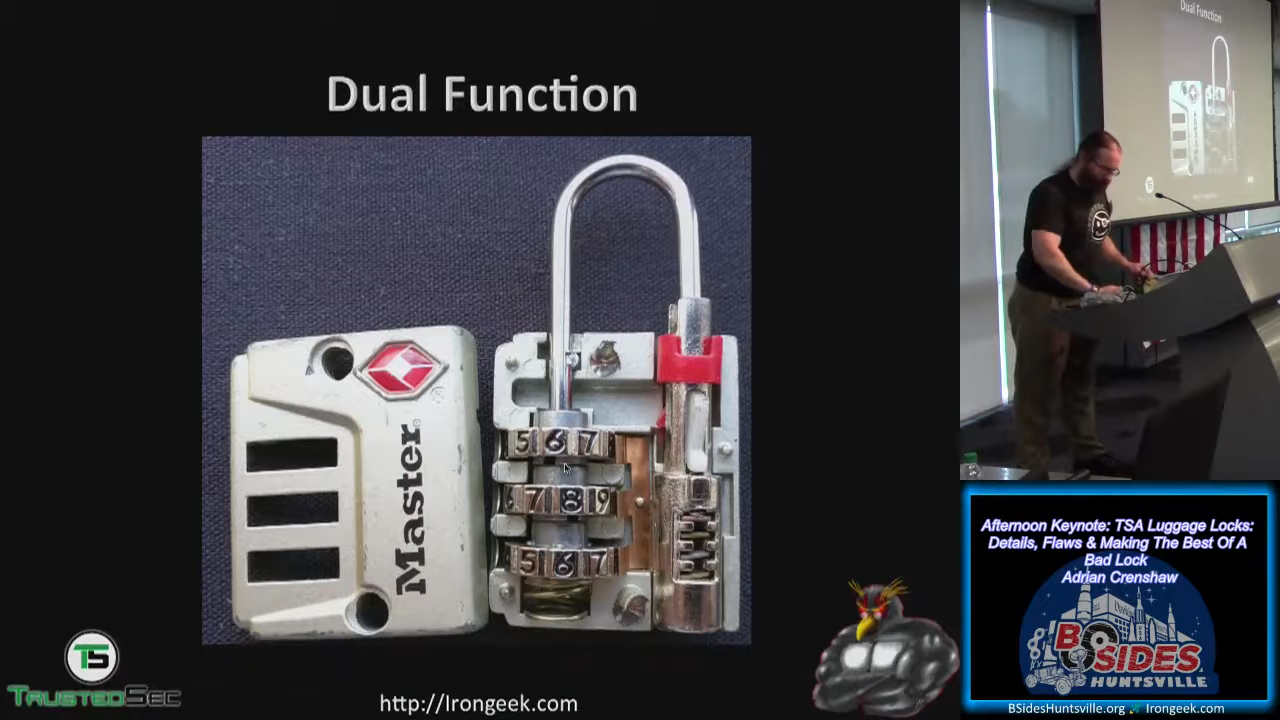 Dual Function
Master
5 6 7
6 7 8 9
5 6 7
TS
TRUSTEDSEC
http://Irongeek.com
Dual Function
Master
Afternoon Keynote: TSA Luggage Locks:
Details, Flaws & Making The Best Of A
Bad Lock
Adrian Crenshaw
BSIDES
HUNTSVILLE
BSidesHuntsville.org Irongeek.com